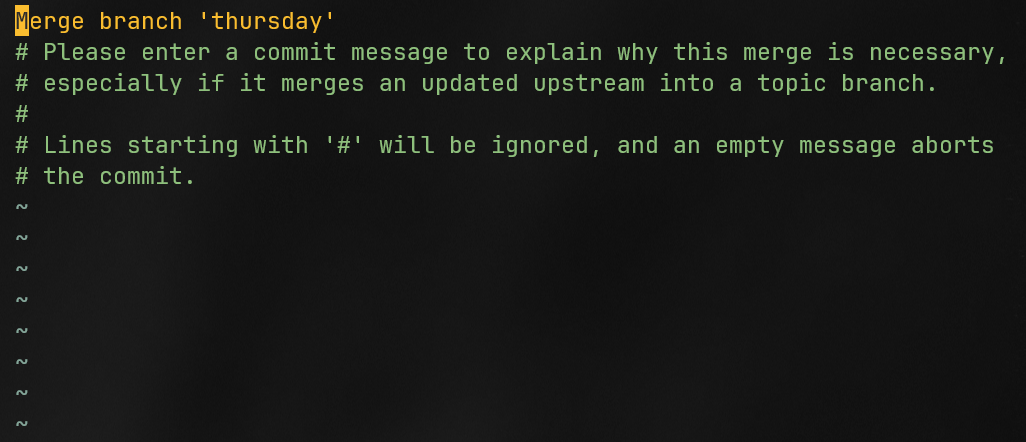 Merge branch 'thursday'
# Please enter a commit message to explain why this merge is necessary,
# especially if it merges an updated upstream into a topic branch.
#
# Lines starting with '#' will be ignored, and an empty message aborts
# the commit.
~
~
~
~
~
~
~
~